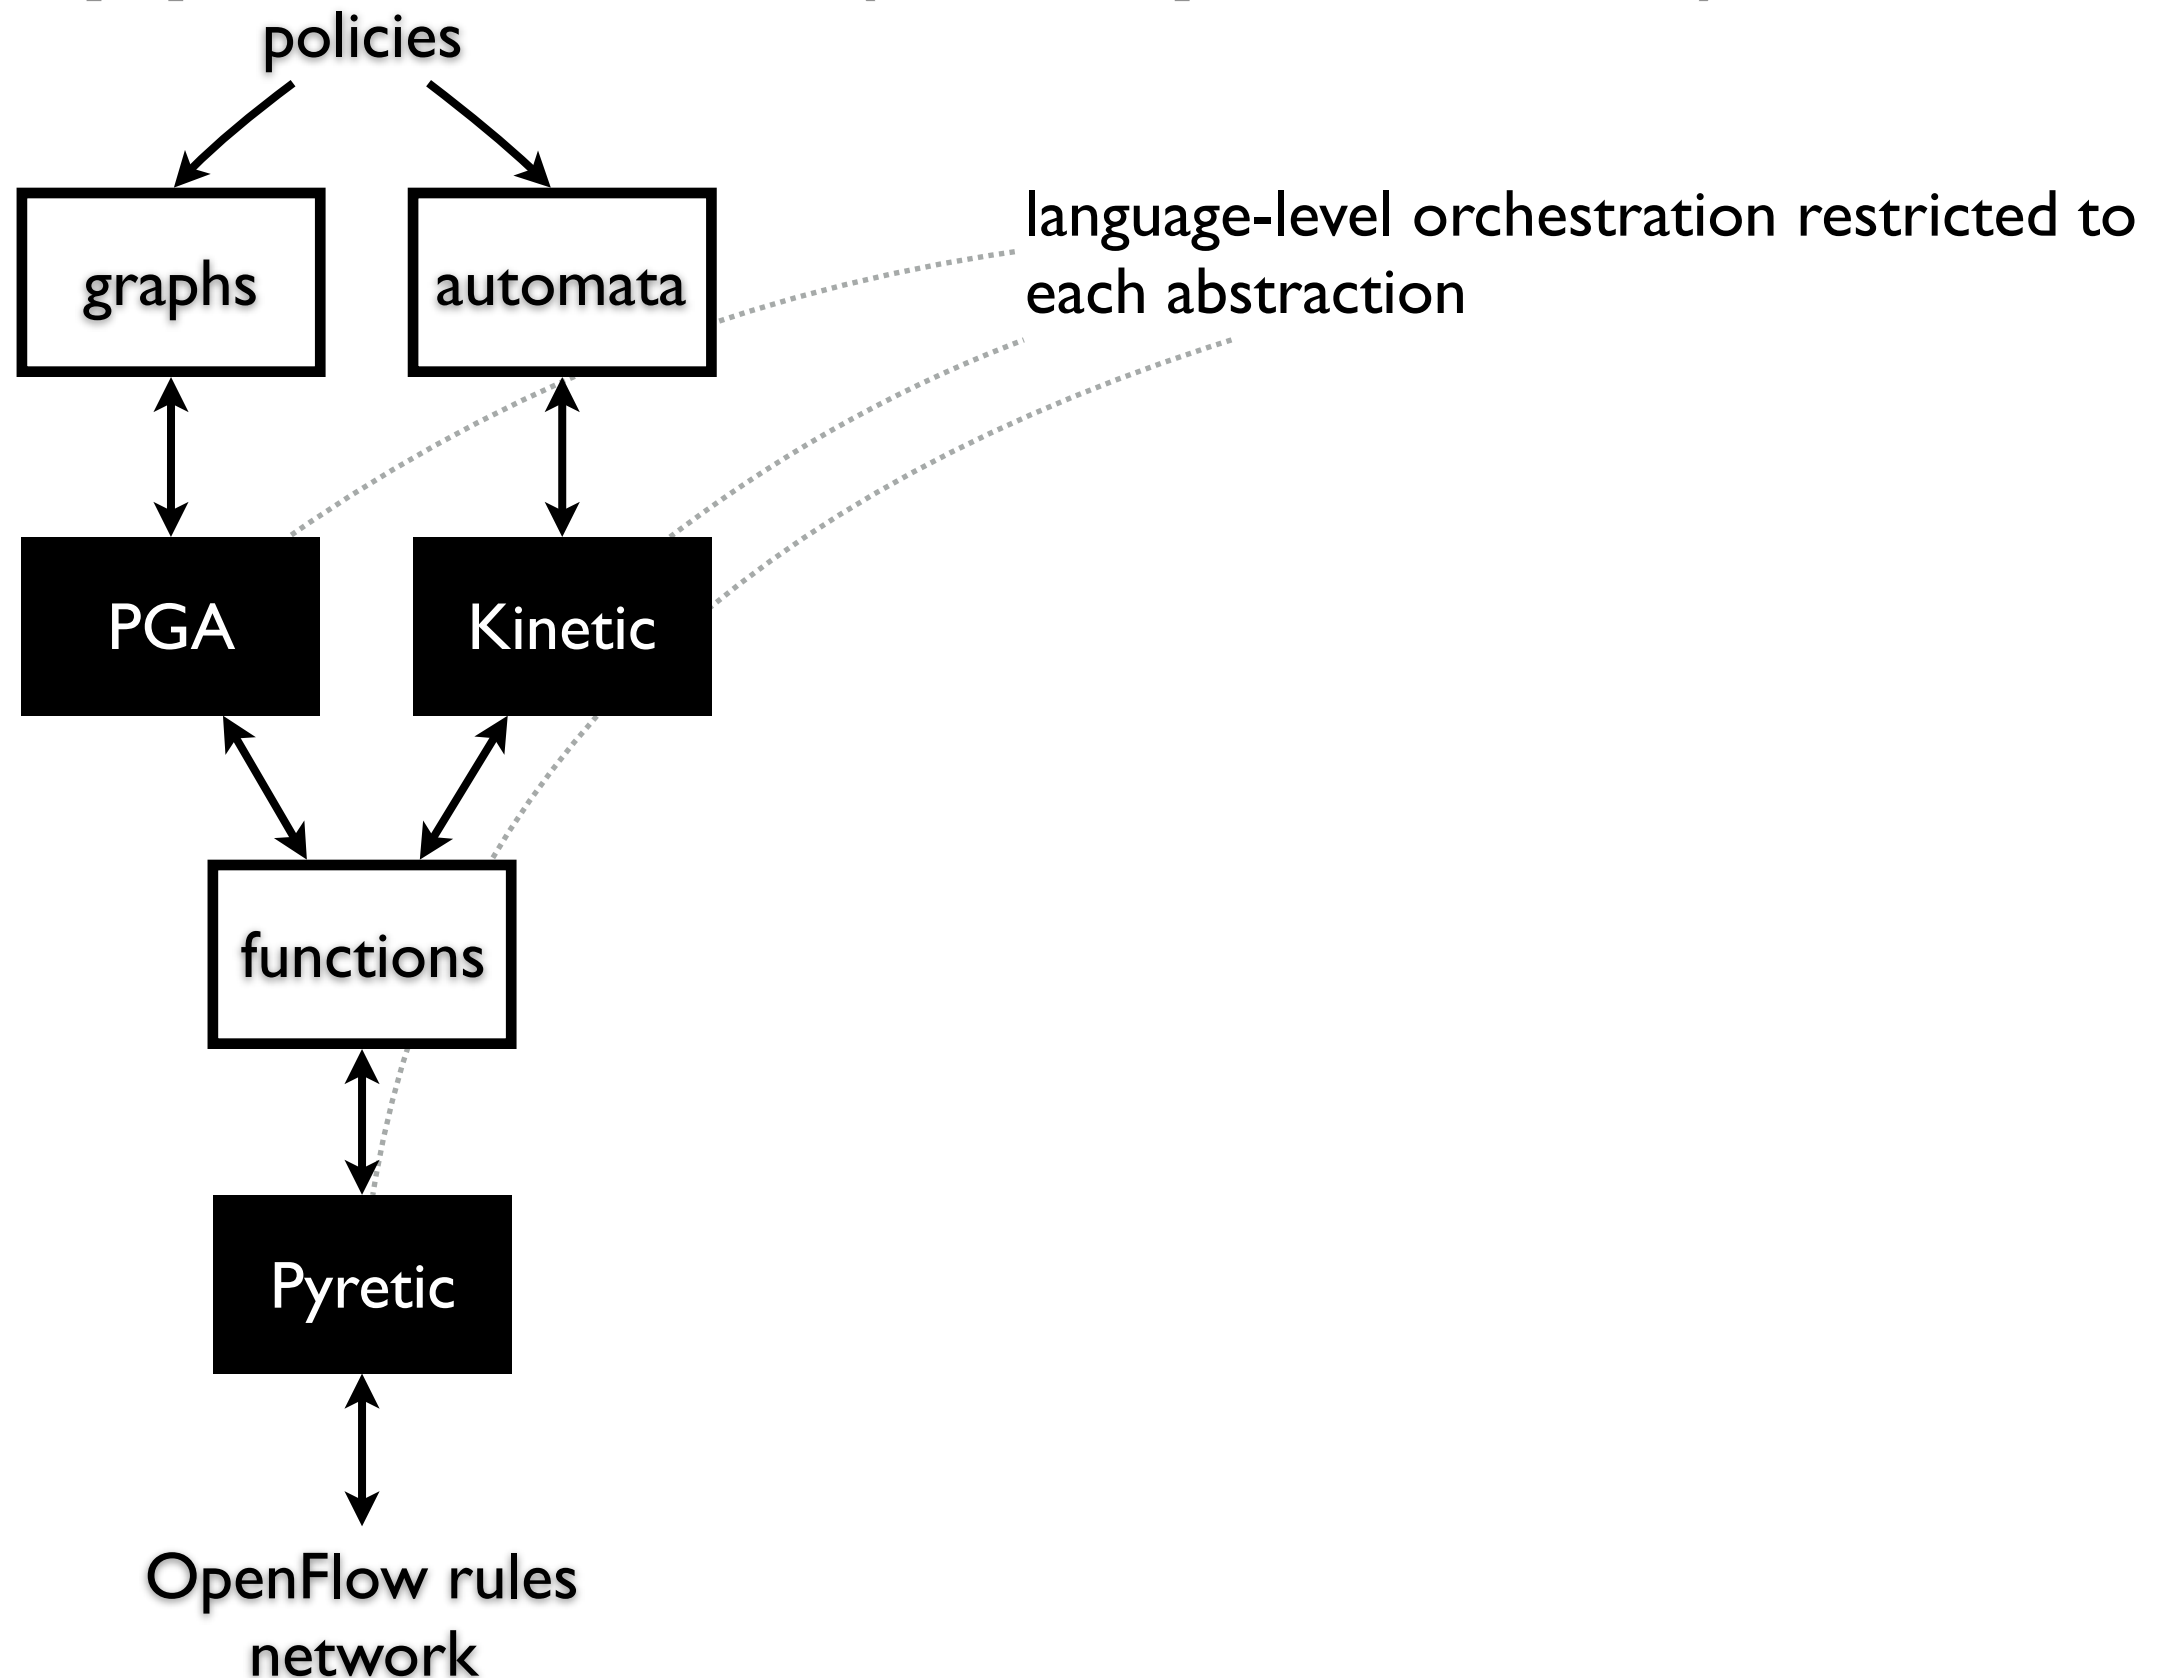 policies
graphs
automata
language-level orchestration restricted to
each abstraction
PGA
Kinetic
functions
Pyretic
OpenFlow rules
network